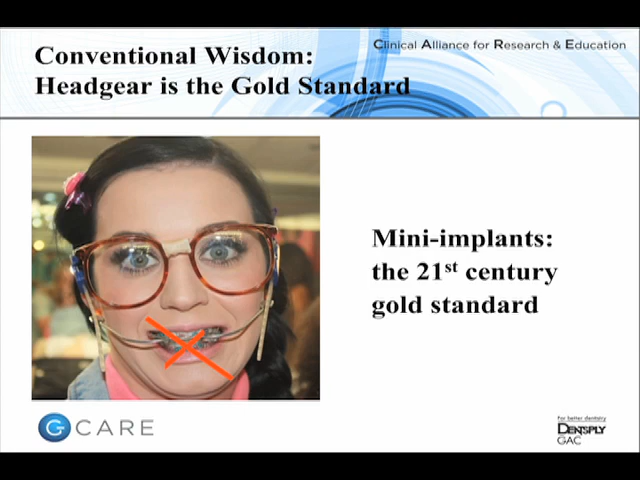 Conventional Wisdom:
Headgear is the Gold Standard
Clinical Alliance for Research & Education
Mini-implants:
the 21st century
gold standard
G CARE
For better dentistry
DENTSPLY
GAC